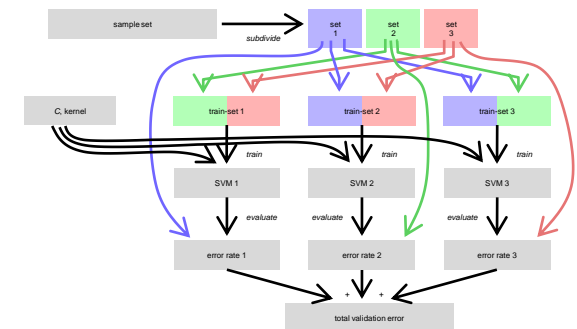 sample set
subdivide
set
1
set
2
set
3
C, kernel
train-set 1
train-set 2
train-set 3
train
train
train
SVM 1
SVM 2
SVM 3
evaluate
evaluate
evaluate
error rate 1
error rate 2
error rate 3
+
+
total validation error